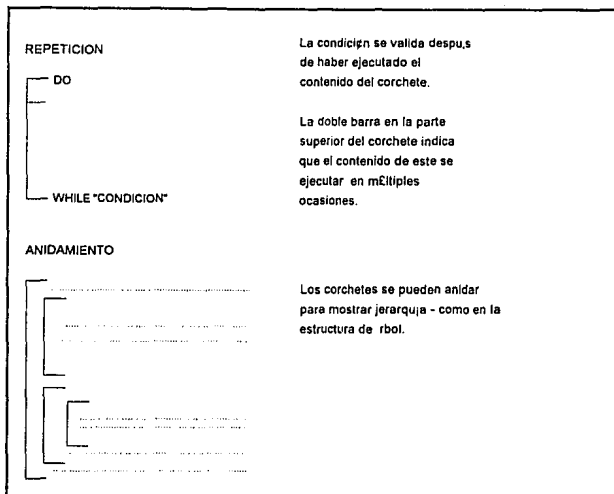 REPETICION
DO
WHILE "CONDICION"
La condiciçn se valida despu,s
de haber ejecutado el
contenido del corchete.
La doble barra en la parte
superior del corchete indica
que el contenido de este se
ejecutar en m£ltiples
ocasiones.
ANIDAMIENTO
Los corchetes se pueden anidar
para mostrar jerarqu¡a - como en la
estructura de rbol.